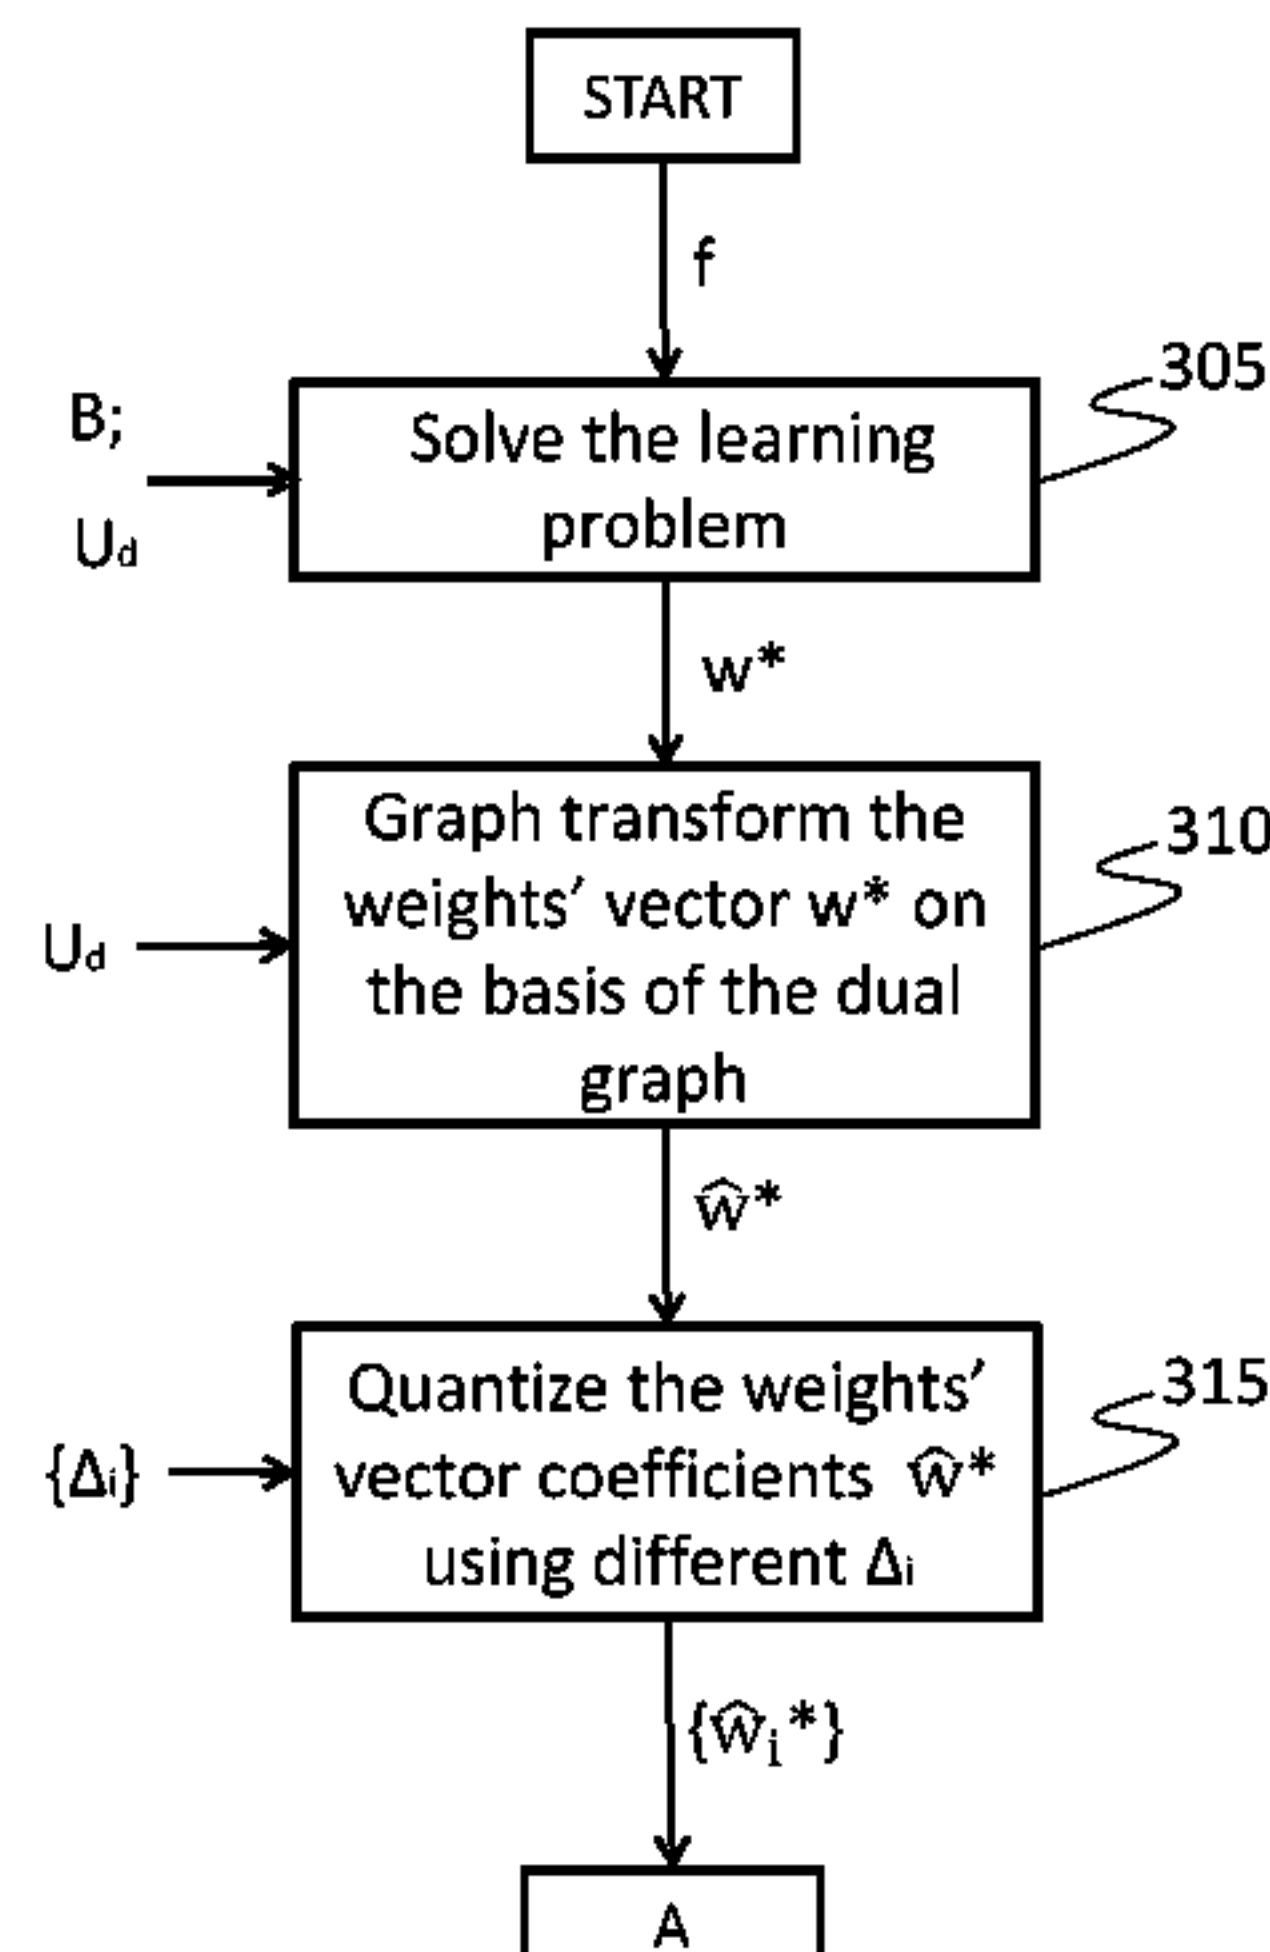 START
f
305
B;
Solve the learning
problem
Ud
w*
310
Graph transform the
weights’ vector w* on
the basis of the dual
graph
Ud
ŵ*
315
Quantize the weights’
vector coefficients ŵ*
using different Δi
{Δi}
{ŵi*}
A